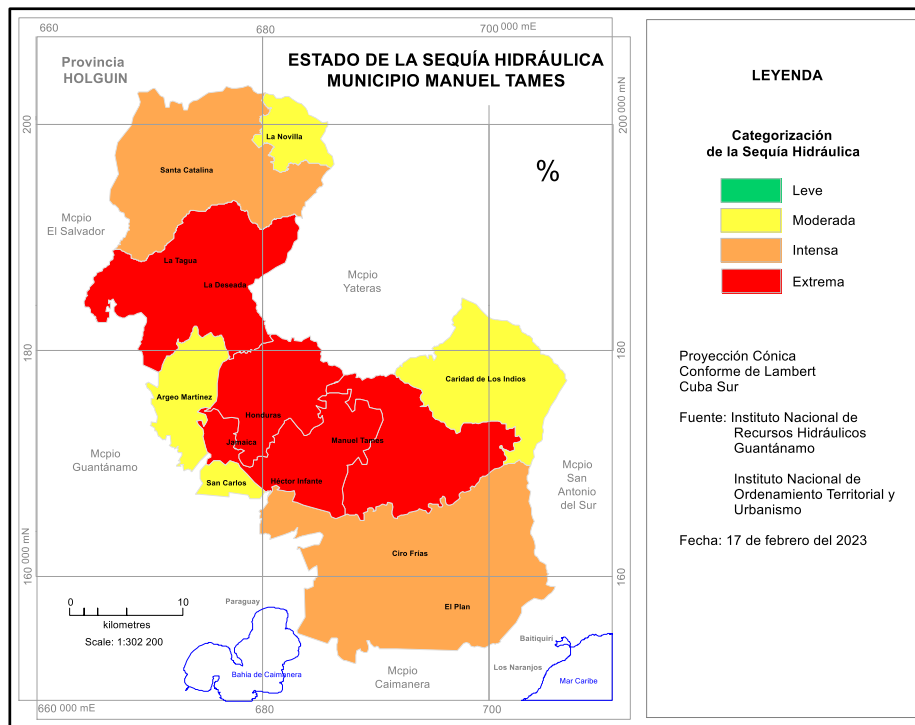 660
680
700 000 mE
Provincia
HOLGUIN
ESTADO DE LA SEQUÍA HIDRÁULICA
MUNICIPIO MANUEL TAMES
200
200 000 mN
La Novilla
Santa Catalina
%
Mcpio
El Salvador
La Tagua
La Deseada
Mcpio
Yateras
180
180
Caridad de Los Indios
Argeo Martínez
Honduras
Jamaica
Manuel Tames
Mcpio
Guantánamo
San Carlos
Héctor Infante
Mcpio
San
Antonio
del Sur
160 000 mN
160
Ciro Frías
El Plan
0
10
kilometres
Scale: 1:302 200
Paraguay
Bahía de Caimanera
Mcpio
Caimanera
Baitiquirí
Los Naranjos
Mar Caribe
660 000 mE
680
700
LEYENDA
Categorización
de la Sequía Hidráulica
Leve
Moderada
Intensa
Extrema
Proyección Cónica
Conforme de Lambert
Cuba Sur
Fuente: Instituto Nacional de
Recursos Hidráulicos
Guantánamo
Instituto Nacional de
Ordenamiento Territorial y
Urbanismo
Fecha: 17 de febrero del 2023